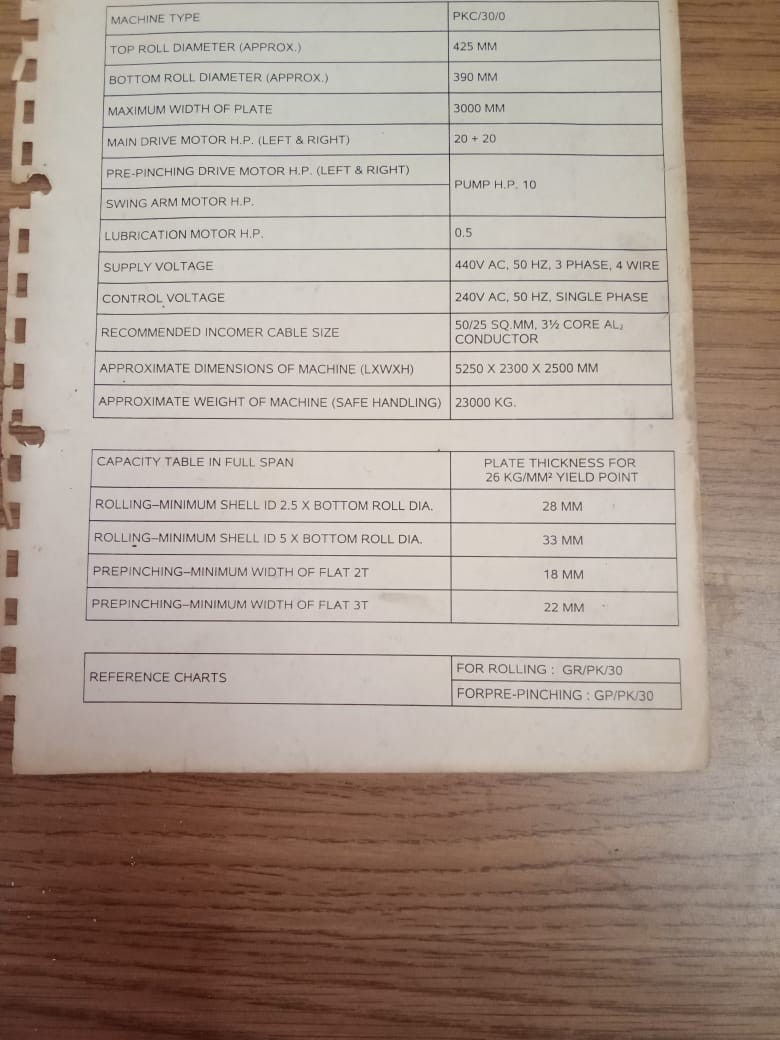 MACHINE TYPE PKC/30/0
TOP ROLL DIAMETER (APPROX.) 425 MM
BOTTOM ROLL DIAMETER (APPROX.) 390 MM
MAXIMUM WIDTH OF PLATE 3000 MM
MAIN DRIVE MOTOR H.P. (LEFT & RIGHT) 20 + 20
PRE-PINCHING DRIVE MOTOR H.P. (LEFT & RIGHT)
PUMP H.P. 10
SWING ARM MOTOR H.P.
LUBRICATION MOTOR H.P. 0.5
SUPPLY VOLTAGE 440V AC, 50 HZ, 3 PHASE, 4 WIRE
CONTROL VOLTAGE 240V AC, 50 HZ, SINGLE PHASE
RECOMMENDED INCOMER CABLE SIZE 50/25 SQ.MM, 3½ CORE AL,
CONDUCTOR
APPROXIMATE DIMENSIONS OF MACHINE (LXWXH) 5250 X 2300 X 2500 MM
APPROXIMATE WEIGHT OF MACHINE (SAFE HANDLING) 23000 KG.
CAPACITY TABLE IN FULL SPAN PLATE THICKNESS FOR
26 KG/MM² YIELD POINT
ROLLING–MINIMUM SHELL ID 2.5 X BOTTOM ROLL DIA. 28 MM
ROLLING–MINIMUM SHELL ID 5 X BOTTOM ROLL DIA. 33 MM
PREPINCHING–MINIMUM WIDTH OF FLAT 2T 18 MM
PREPINCHING–MINIMUM WIDTH OF FLAT 3T 22 MM
REFERENCE CHARTS FOR ROLLING : GR/PK/30
FORPRE-PINCHING : GP/PK/30